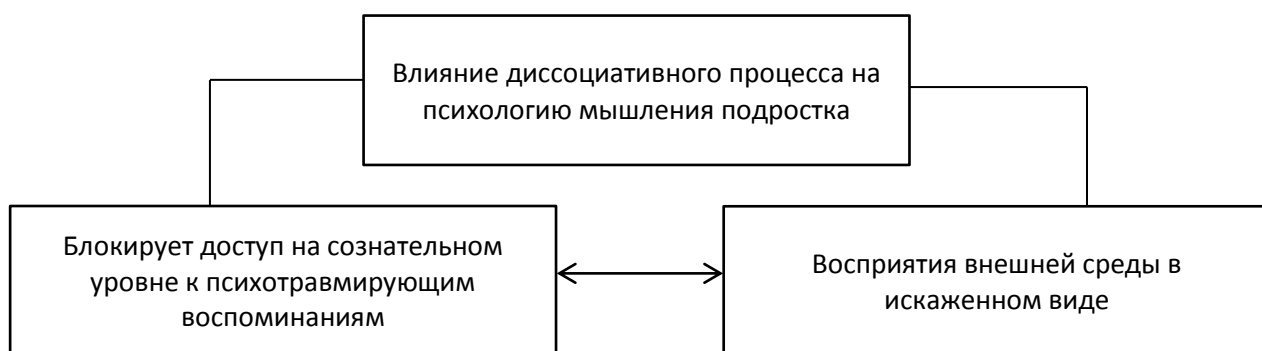 Влияние диссоциативного процесса на
психологию мышления подростка
Блокирует доступ на сознательном
уровне к психотравмирующим
воспоминаниям
Восприятия внешней среды в
искаженном виде